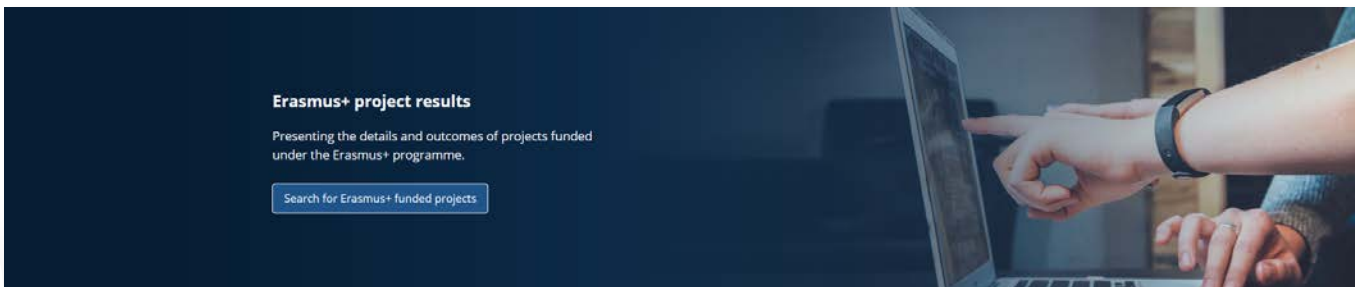 Erasmus+ project results
Presenting the details and outcomes of projects funded
under the Erasmus+ programme.
Search for Erasmus+ funded projects